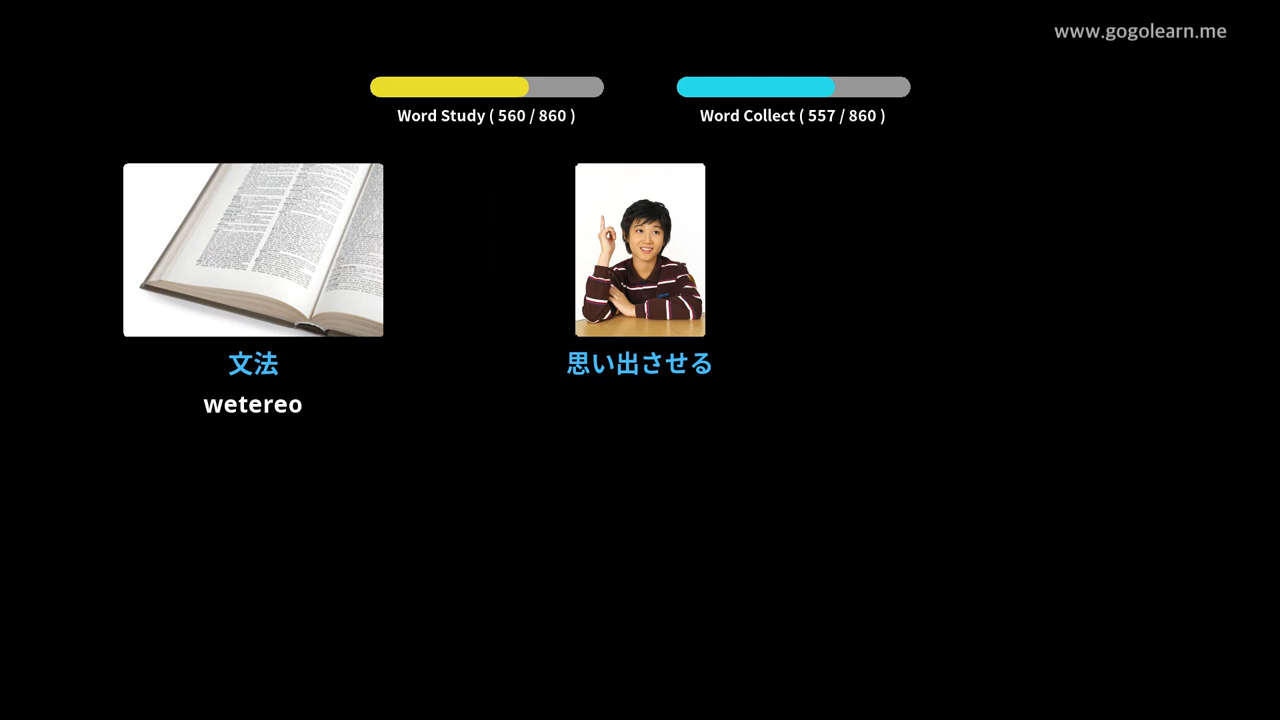 www.gogolearn.me
Word Study ( 560 / 860 )
Word Collect ( 557 / 860 )
文法
wetereo
思い出させる